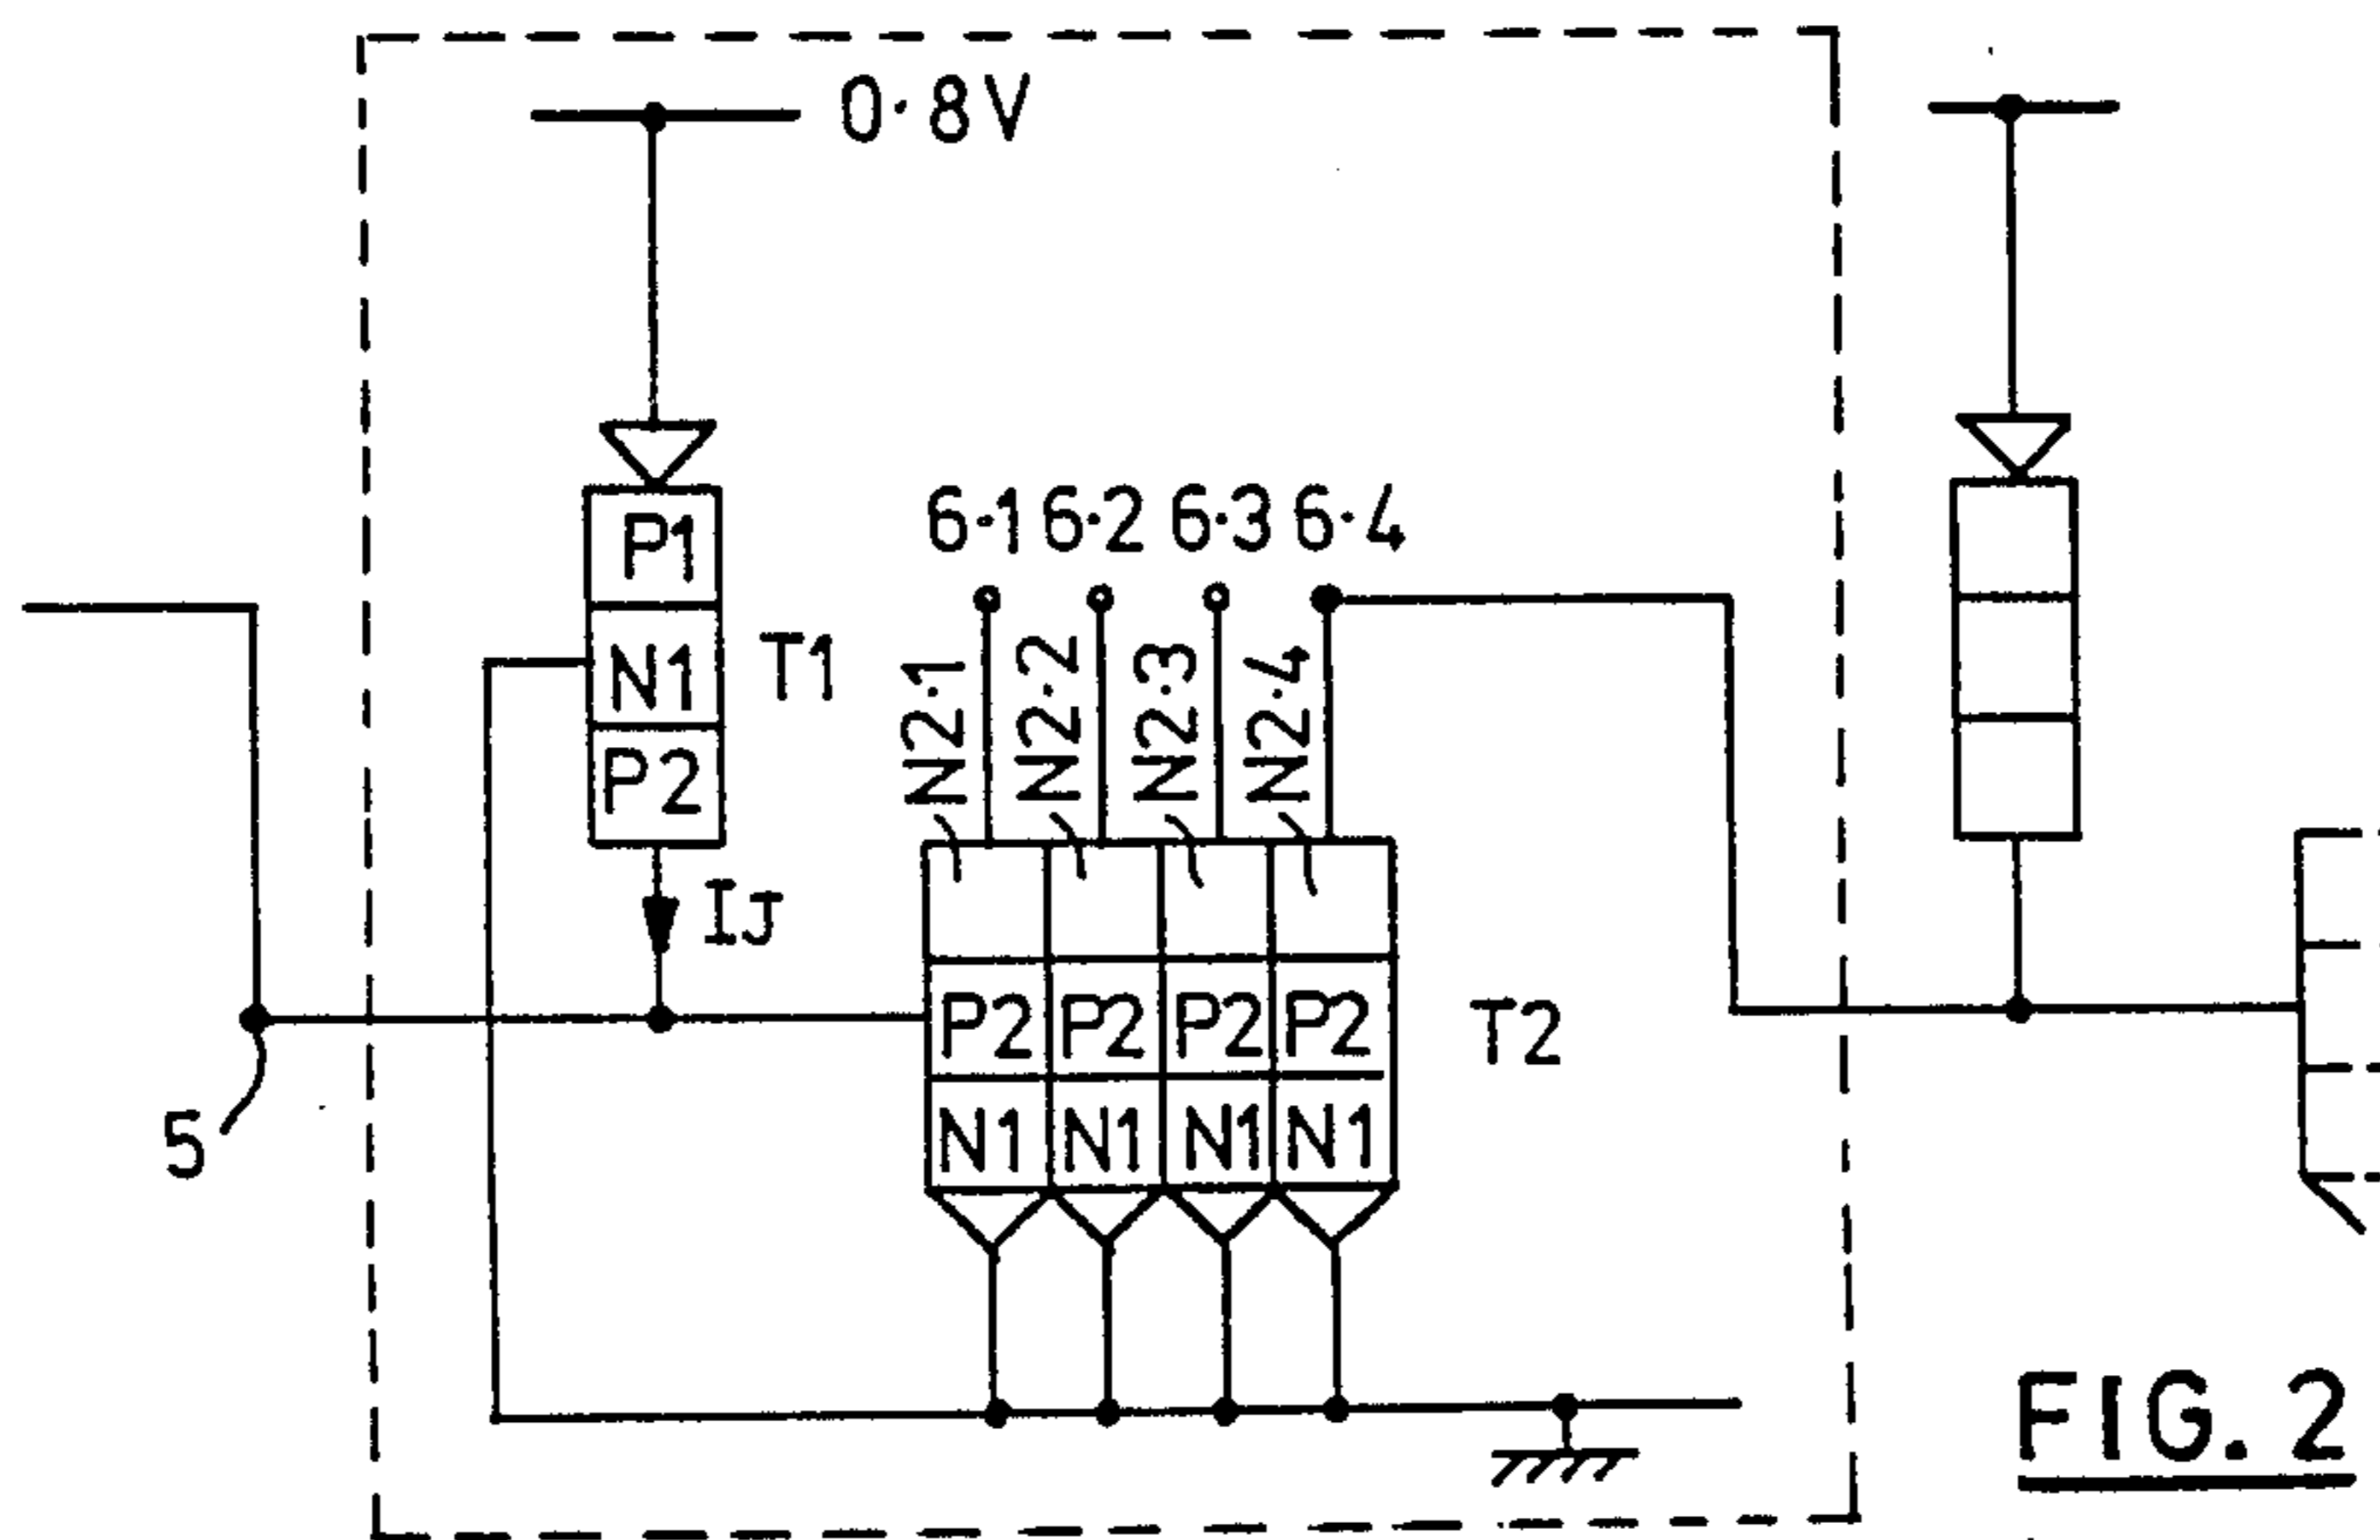 0.8V
P1
N1
T1
P2
IJ
6.1 6.2 6.3 6.4
N2.1
N2.2
N2.3
N2.4
P2 P2 P2 P2
T2
N1 N1 N1 N1
5
FIG.2